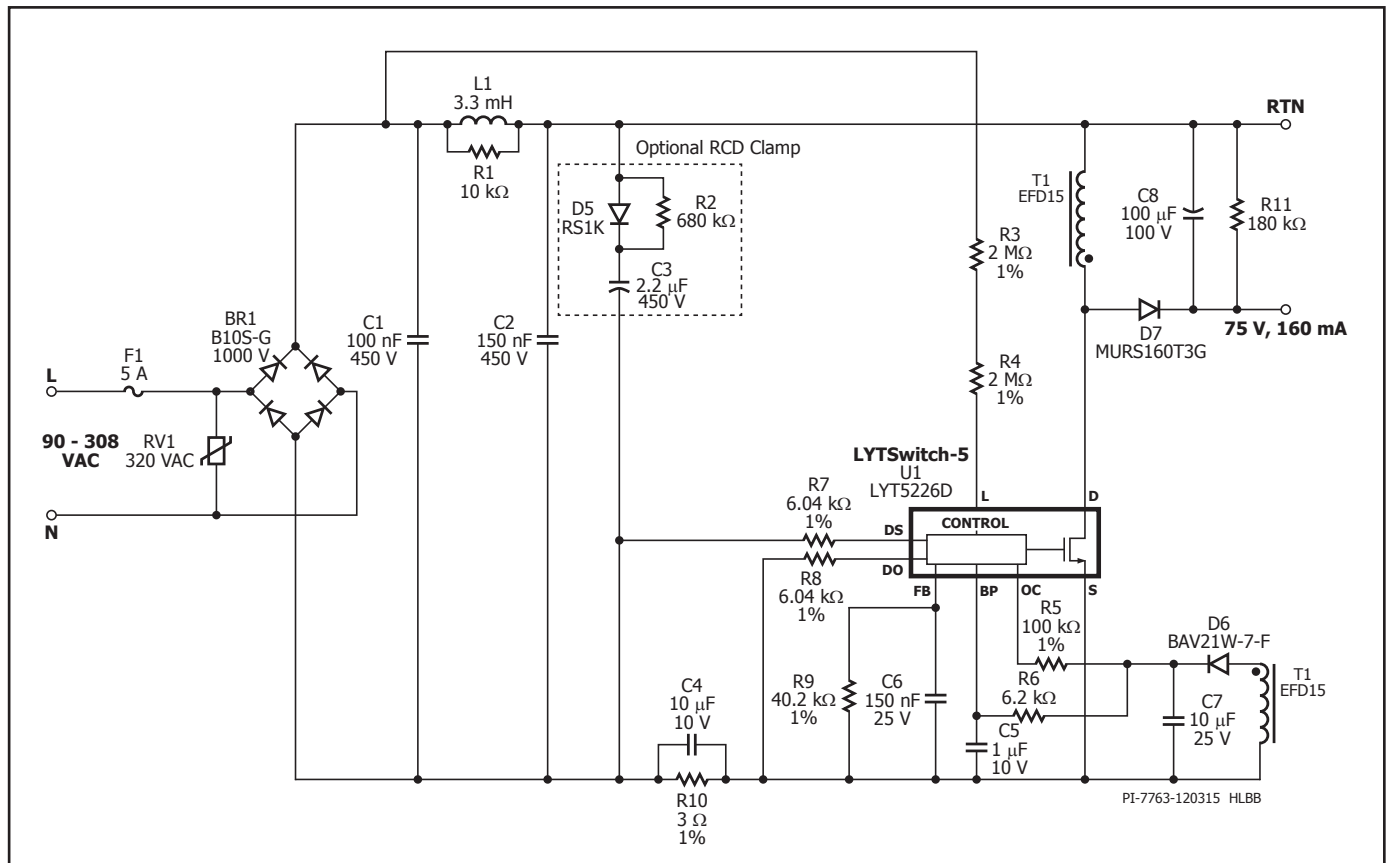 L1
3.3 mH
R1
10 kΩ
RTN
Optional RCD Clamp
D5
RS1K
R2
680 kΩ
C3
2.2 μF
450 V
T1
EFD15
C8
100 μF
100 V
R11
180 kΩ
R3
2 MΩ
1%
75 V, 160 mA
D7
MURS160T3G
BR1
B10S-G
1000 V
C1
100 nF
450 V
C2
150 nF
450 V
R4
2 MΩ
1%
L
F1
5 A
90 - 308
VAC
RV1
320 VAC
N
LYTSwitch-5
U1
LYT5226D
R7
6.04 kΩ
1%
L
D
DS
CONTROL
DO
R8
6.04 kΩ
1%
FB
BP
OC
S
R5
100 kΩ
1%
D6
BAV21W-7-F
T1
EFD15
R6
6.2 kΩ
R9
40.2 kΩ
1%
C6
150 nF
25 V
C7
10 μF
25 V
C4
10 μF
10 V
C5
1 μF
10 V
R10
3 Ω
1%
PI-7763-120315 HLBB